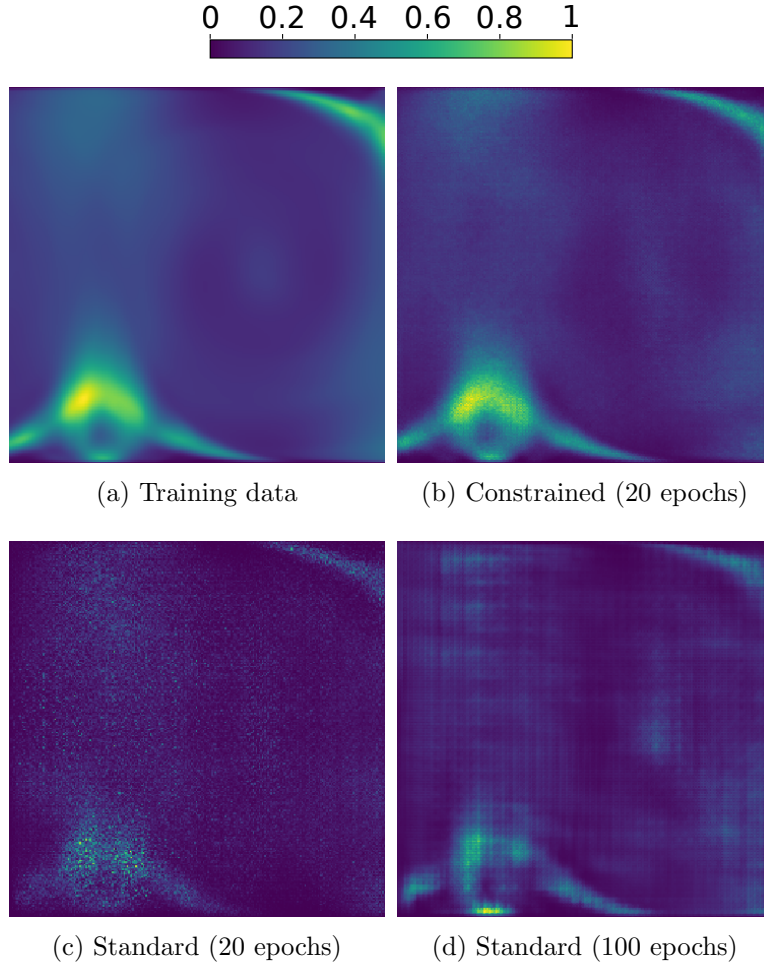 0 0.2 0.4 0.6 0.8 1
(a) Training data
(b) Constrained (20 epochs)
(c) Standard (20 epochs)
(d) Standard (100 epochs)